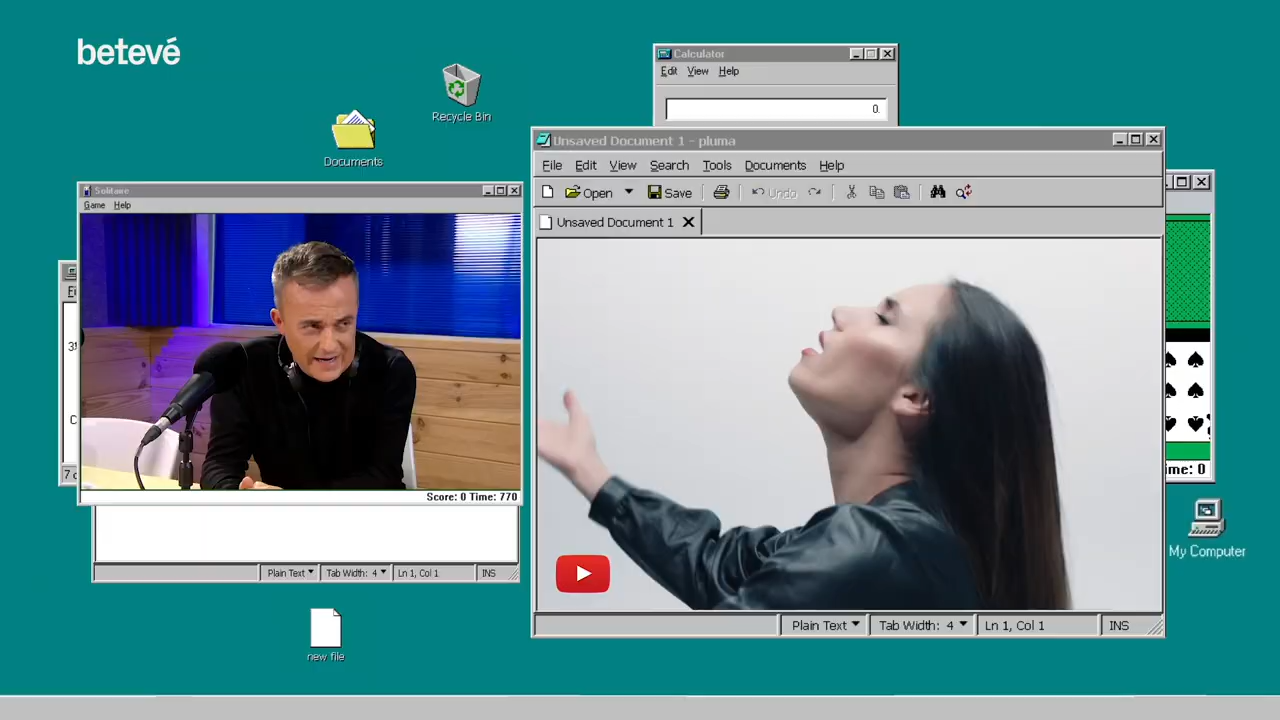 betevé
Recycle Bin
Documents
Calculator
Edit View Help
0.
Unsaved Document 1 - pluma
File Edit View Search Tools Documents Help
Open Save Undo
Unsaved Document 1
Solitaire
Game Help
Score: 0 Time: 770
Plain Text Tab Width: 4 Ln 1, Col 1 INS
new file
Plain Text Tab Width: 4 Ln 1, Col 1 INS
My Computer